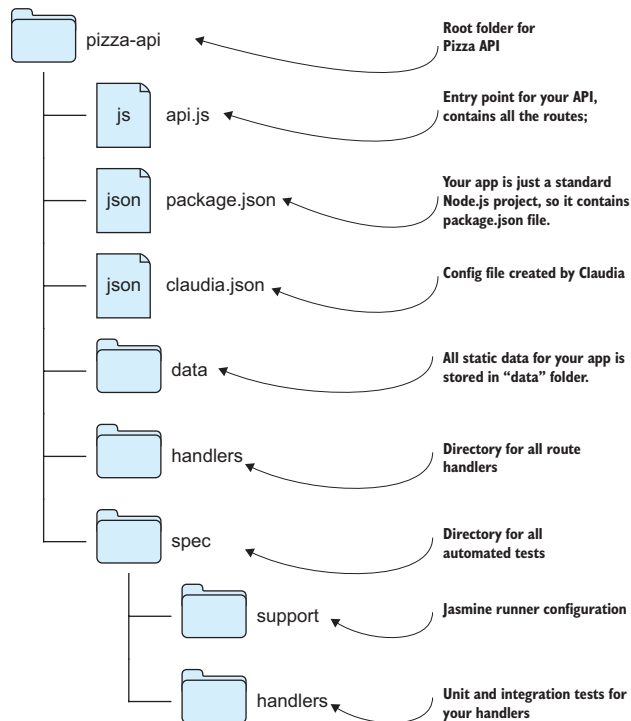 pizza-api
Root folder for
Pizza API
js
api.js
Entry point for your API,
contains all the routes;
json
package.json
Your app is just a standard
Node.js project, so it contains
package.json file.
json
claudia.json
Config file created by Claudia
data
All static data for your app is
stored in “data” folder.
handlers
Directory for all route
handlers
spec
Directory for all
automated tests
support
Jasmine runner configuration
handlers
Unit and integration tests for
your handlers